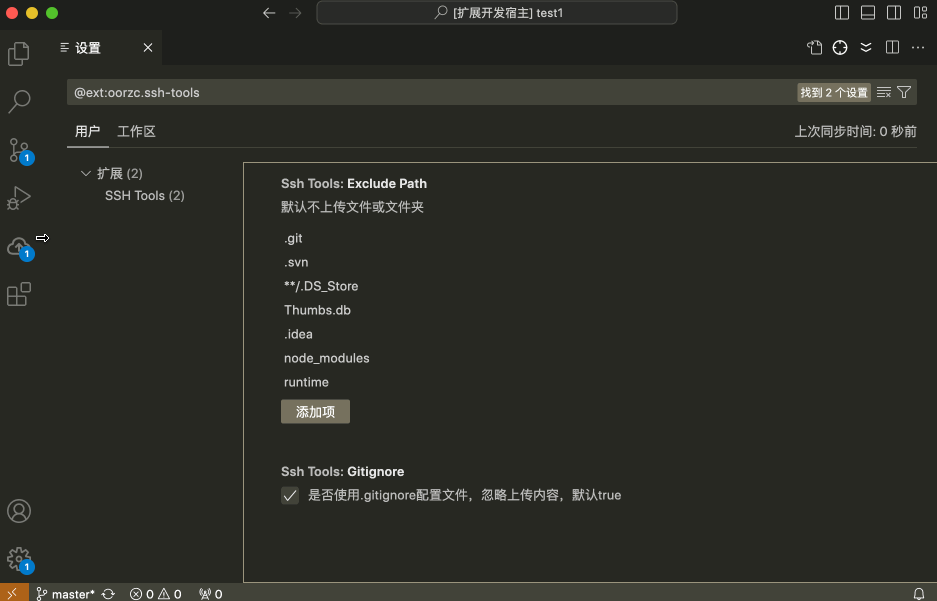 [扩展开发宿主] test1
设置
@ext:oorzc.ssh-tools
找到 2 个设置
用户 工作区
上次同步时间: 0 秒前
扩展 (2)
SSH Tools (2)
Ssh Tools: Exclude Path
默认不上传文件或文件夹
.git
.svn
**/.DS_Store
Thumbs.db
.idea
node_modules
runtime
添加项
Ssh Tools: Gitignore
是否使用.gitignore配置文件，忽略上传内容，默认true
1
1
1
master* 0 0 0